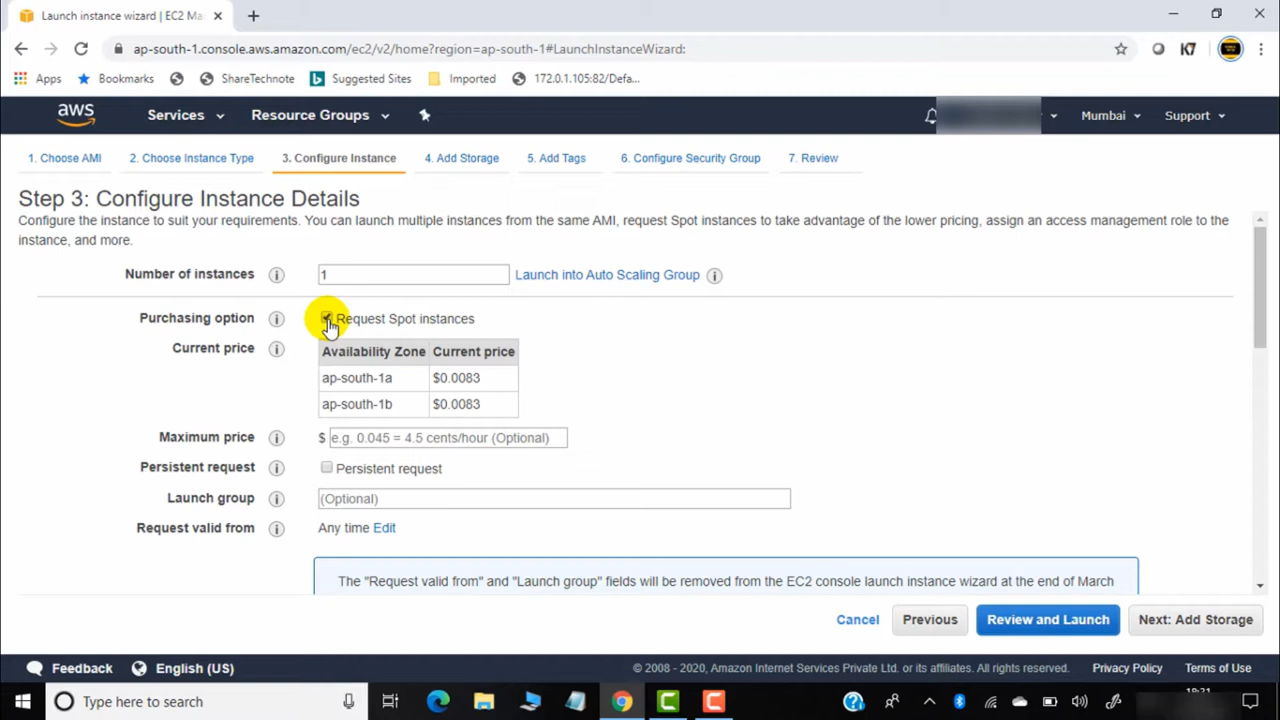 Launch instance wizard | EC2 Ma
ap-south-1.console.aws.amazon.com/ec2/v2/home?region=ap-south-1#LaunchInstanceWizard:
K7
Apps Bookmarks ShareTechnote Suggested Sites Imported 172.0.1.105:82/Defa...
aws Services Resource Groups Mumbai Support
1. Choose AMI 2. Choose Instance Type 3. Configure Instance 4. Add Storage 5. Add Tags 6. Configure Security Group 7. Review
Step 3: Configure Instance Details
Configure the instance to suit your requirements. You can launch multiple instances from the same AMI, request Spot instances to take advantage of the lower pricing, assign an access management role to the
instance, and more.
Number of instances 1 Launch into Auto Scaling Group
Purchasing option Request Spot instances
Current price
Availability Zone Current price
ap-south-1a $0.0083
ap-south-1b $0.0083
Maximum price $ e.g. 0.045 = 4.5 cents/hour (Optional)
Persistent request Persistent request
Launch group (Optional)
Request valid from Any time Edit
The "Request valid from" and "Launch group" fields will be removed from the EC2 console launch instance wizard at the end of March
Cancel Previous Review and Launch Next: Add Storage
Feedback English (US) © 2008 - 2020, Amazon Internet Services Private Ltd. or its affiliates. All rights reserved. Privacy Policy Terms of Use
Type here to search